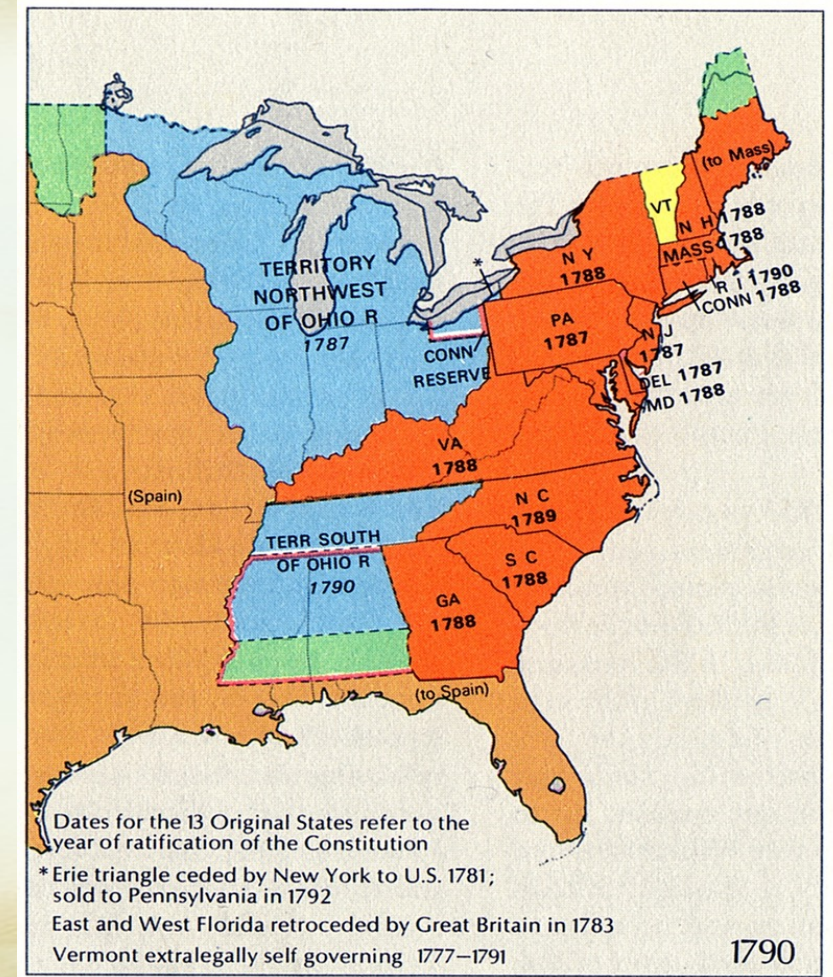 (to Mass)
VT
N H 1788
MASS 1788
*
N Y
1788
R I 1790
CONN 1788
TERRITORY
NORTHWEST
OF OHIO R
1787
PA
1787
N J
1787
CONN
RESERVE
DEL 1787
MD 1788
VA
1788
(Spain)
N C
1789
TERR SOUTH
OF OHIO R
1790
S C
1788
GA
1788
(to Spain)
Dates for the 13 Original States refer to the
year of ratification of the Constitution
* Erie triangle ceded by New York to U.S. 1781;
sold to Pennsylvania in 1792
East and West Florida retroceded by Great Britain in 1783
Vermont extralegally self governing 1777–1791
1790